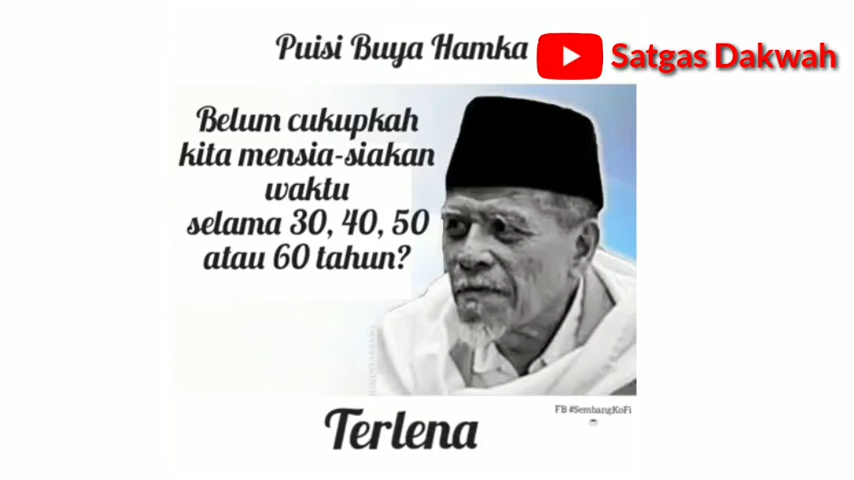 Puisi Buya Hamka
Satgas Dakwah
Belum cukupkah
kita mensia-siakan
waktu
selama 30, 40, 50
atau 60 tahun?
FB #SembangKoFi
Terlena